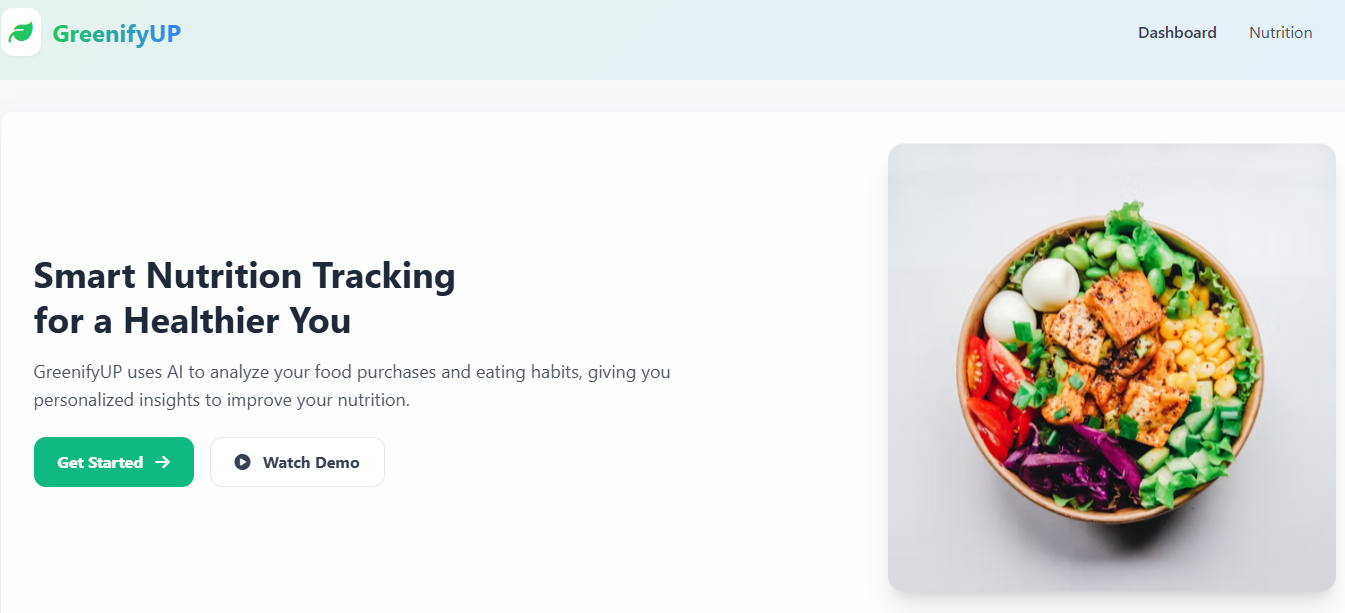 GreenifyUP
Dashboard
Nutrition
Smart Nutrition Tracking
for a Healthier You
GreenifyUP uses AI to analyze your food purchases and eating habits, giving you
personalized insights to improve your nutrition.
Get Started
Watch Demo